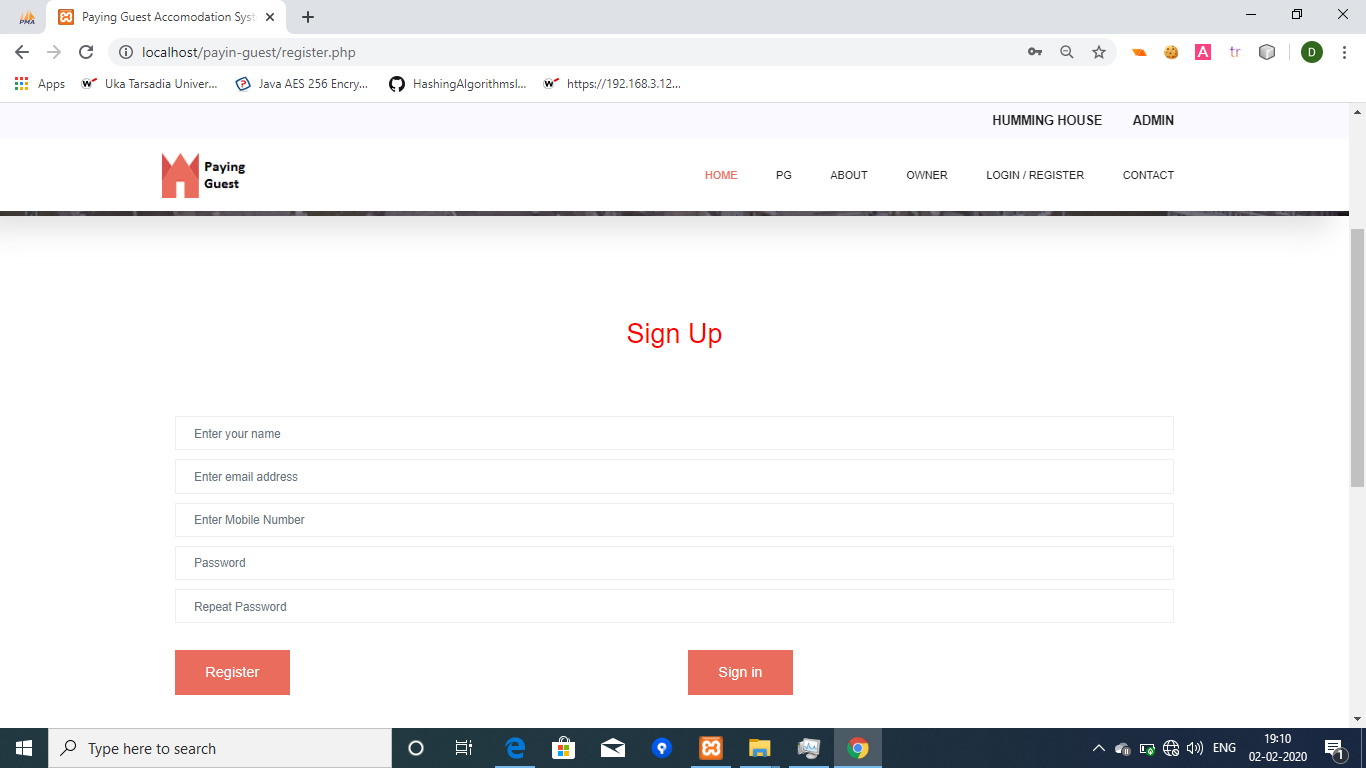 PMA
Paying Guest Accomodation Syst
localhost/payin-guest/register.php
A
tr
D
Apps
Uka Tarsadia Univer...
Java AES 256 Encry...
HashingAlgorithmsI...
https://192.168.3.12...
HUMMING HOUSE
ADMIN
Paying
Guest
HOME
PG
ABOUT
OWNER
LOGIN / REGISTER
CONTACT
Sign Up
Enter your name
Enter email address
Enter Mobile Number
Password
Repeat Password
Register
Sign in
Type here to search
ENG
19:10
02-02-2020
1